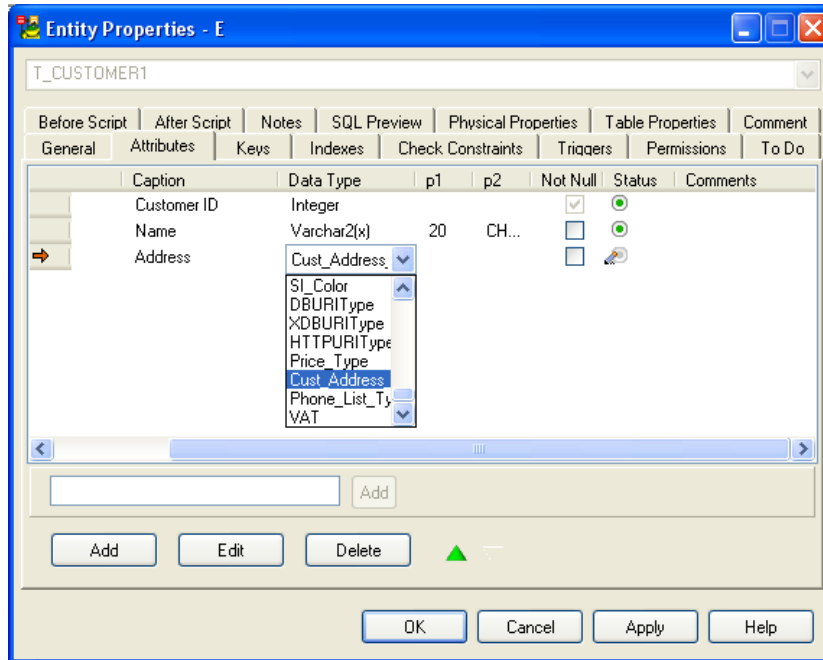 Entity Properties - E
T_CUSTOMER1
Before Script After Script Notes SQL Preview Physical Properties Table Properties Comment
General Attributes Keys Indexes Check Constraints Triggers Permissions To Do
Caption Data Type p1 p2 Not Null Status Comments
Customer ID Integer
Name Varchar2(x) 20 CH...
Address Cust_Address_
SI_Color
DBURIType
XDBURIType
HTTPURIType
Price_Type
Cust_Address_
Phone_List_Ty
VAT
Add
Add Edit Delete
OK Cancel Apply Help